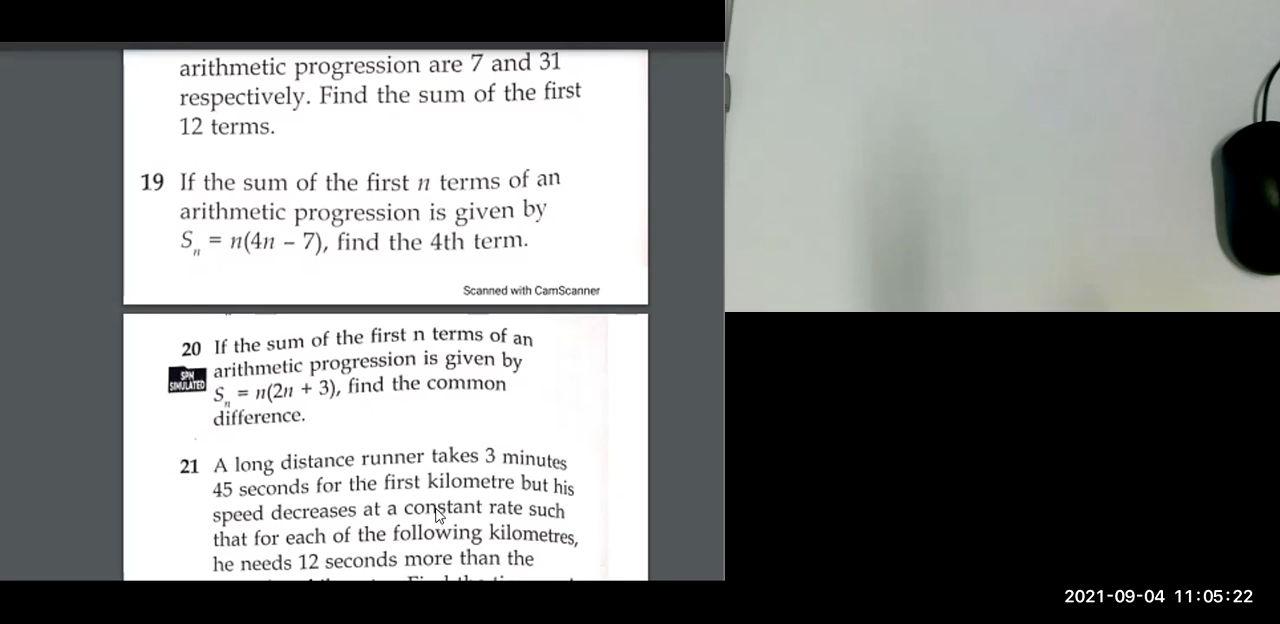 arithmetic progression are 7 and 31
respectively. Find the sum of the first
12 terms.
19 If the sum of the first n terms of an
arithmetic progression is given by
Sn = n(4n − 7), find the 4th term.
Scanned with CamScanner
20 If the sum of the first n terms of an
SPM
SIMULATED
arithmetic progression is given by
Sn = n(2n + 3), find the common
difference.
21 A long distance runner takes 3 minutes
45 seconds for the first kilometre but his
speed decreases at a constant rate such
that for each of the following kilometres,
he needs 12 seconds more than the
2021-09-04 11:05:22